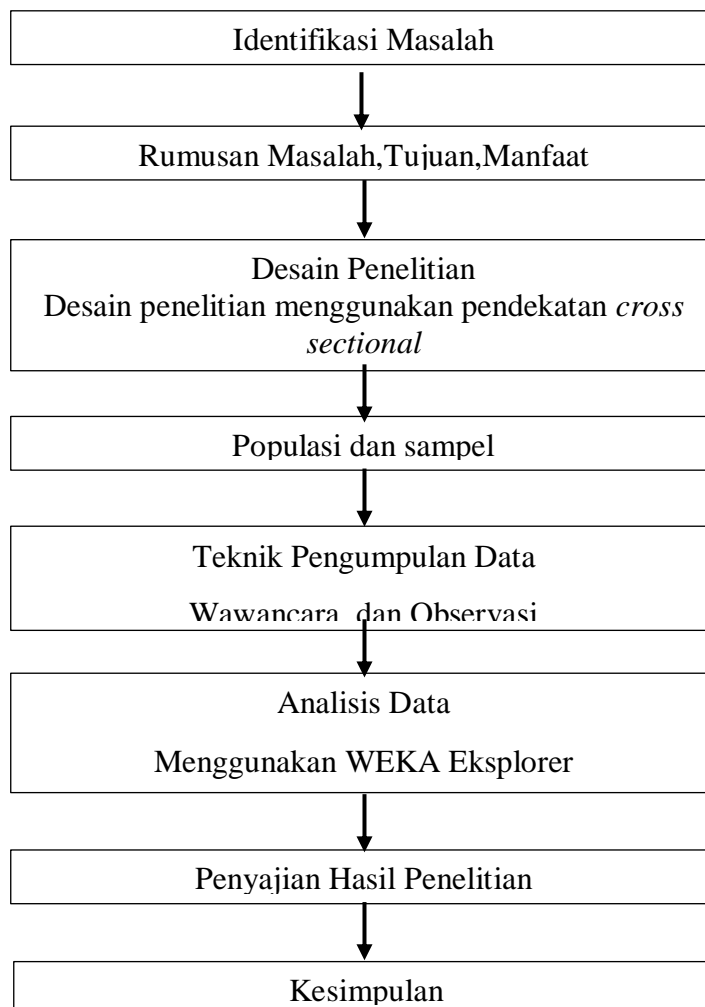 Identifikasi Masalah
Rumusan Masalah,Tujuan,Manfaat
Desain Penelitian
Desain penelitian menggunakan pendekatan cross
sectional
Populasi dan sampel
Teknik Pengumpulan Data
Wawancara dan Observasi
Analisis Data
Menggunakan WEKA Eksplorer
Penyajian Hasil Penelitian
Kesimpulan